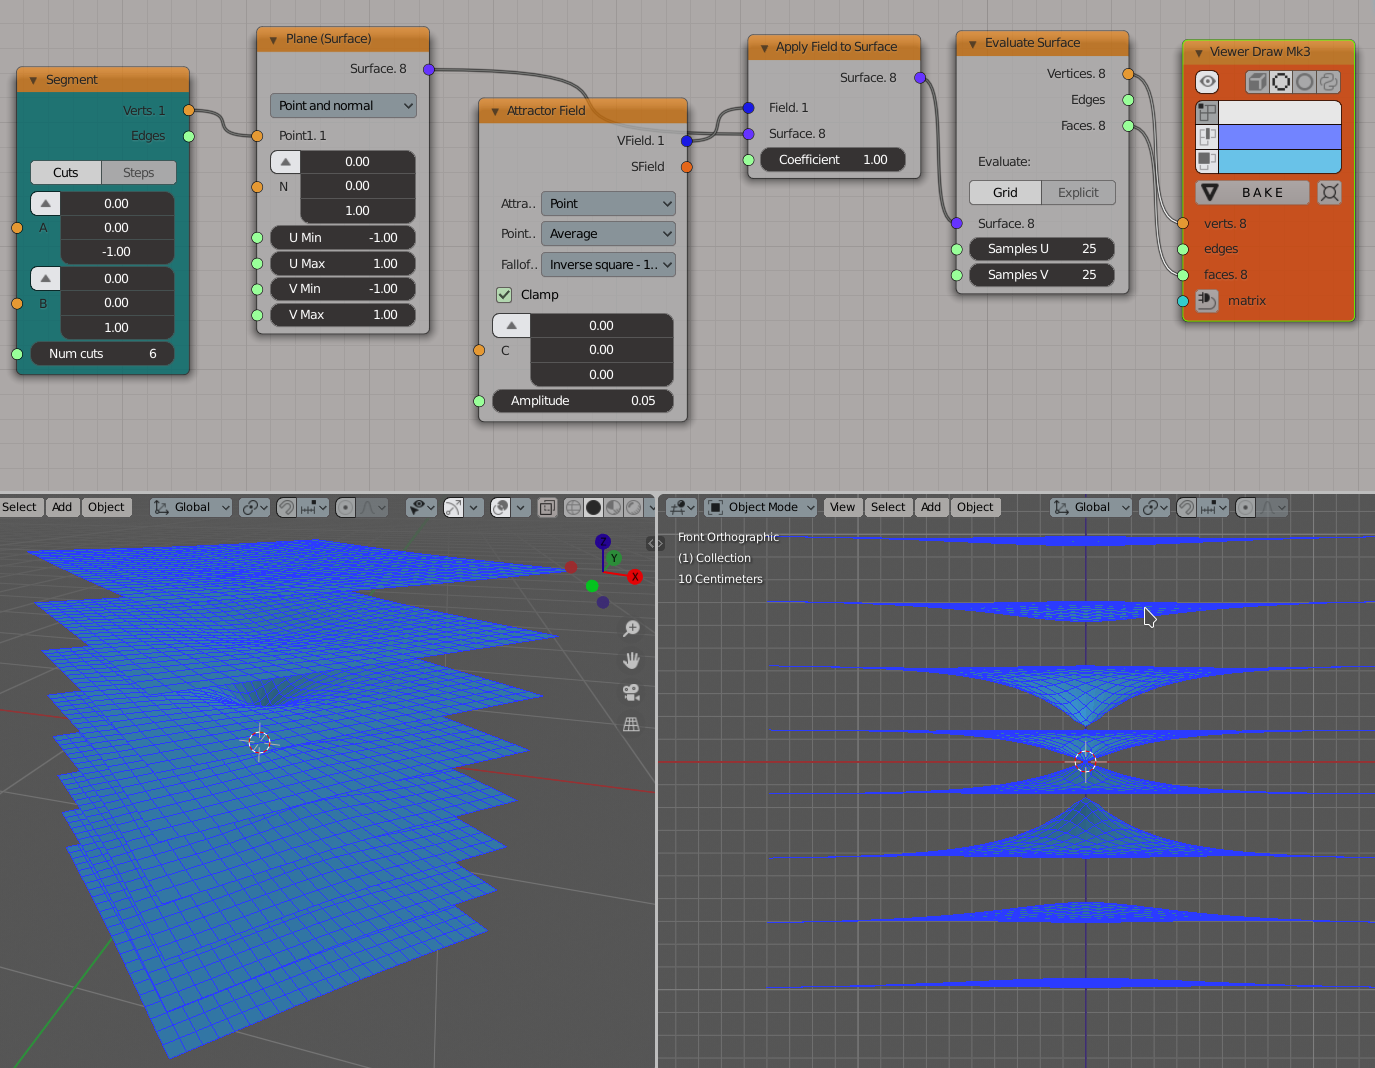 Segment
Verts. 1
Edges
Cuts Steps
0.00
A 0.00
-1.00
0.00
B 0.00
1.00
Num cuts 6
Plane (Surface)
Surface. 8
Point and normal
Point1. 1
0.00
N 0.00
1.00
U Min -1.00
U Max 1.00
V Min -1.00
V Max 1.00
Attractor Field
VField. 1
SField
Attra.. Point
Point.. Average
Fallof.. Inverse square - 1..
Clamp
0.00
C 0.00
0.00
Amplitude 0.05
Apply Field to Surface
Surface. 8
Field. 1
Surface. 8
Coefficient 1.00
Evaluate Surface
Vertices. 8
Edges
Faces. 8
Evaluate:
Grid Explicit
Surface. 8
Samples U 25
Samples V 25
Viewer Draw Mk3
BAKE
verts. 8
edges
faces. 8
matrix
Select Add Object Global
Z
Y
X
Object Mode View Select Add Object Global
Front Orthographic
(1) Collection
10 Centimeters